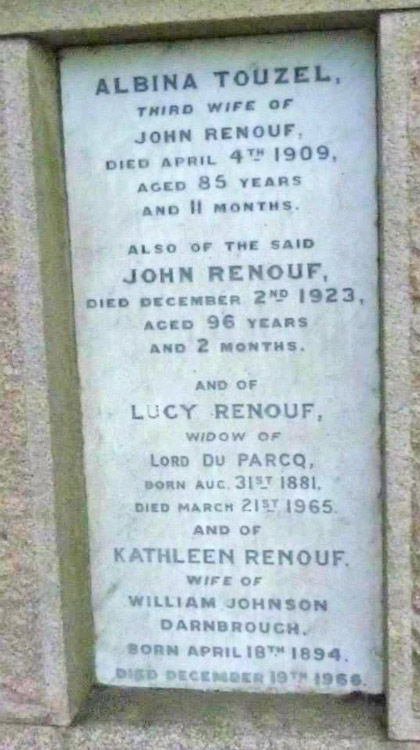 ALBINA TOUZEL,
THIRD WIFE OF
JOHN RENOUF,
DIED APRIL 4TH 1909,
AGED 85 YEARS
AND 11 MONTHS.
ALSO OF THE SAID
JOHN RENOUF,
DIED DECEMBER 2ND 1923,
AGED 96 YEARS
AND 2 MONTHS.
AND OF
LUCY RENOUF,
WIDOW OF
LORD DU PARCQ,
BORN AUG. 31ST 1881,
DIED MARCH 21ST 1965.
AND OF
KATHLEEN RENOUF.
WIFE OF
WILLIAM JOHNSON
DARNBROUGH.
BORN APRIL 18TH 1894.
DIED DECEMBER 19TH